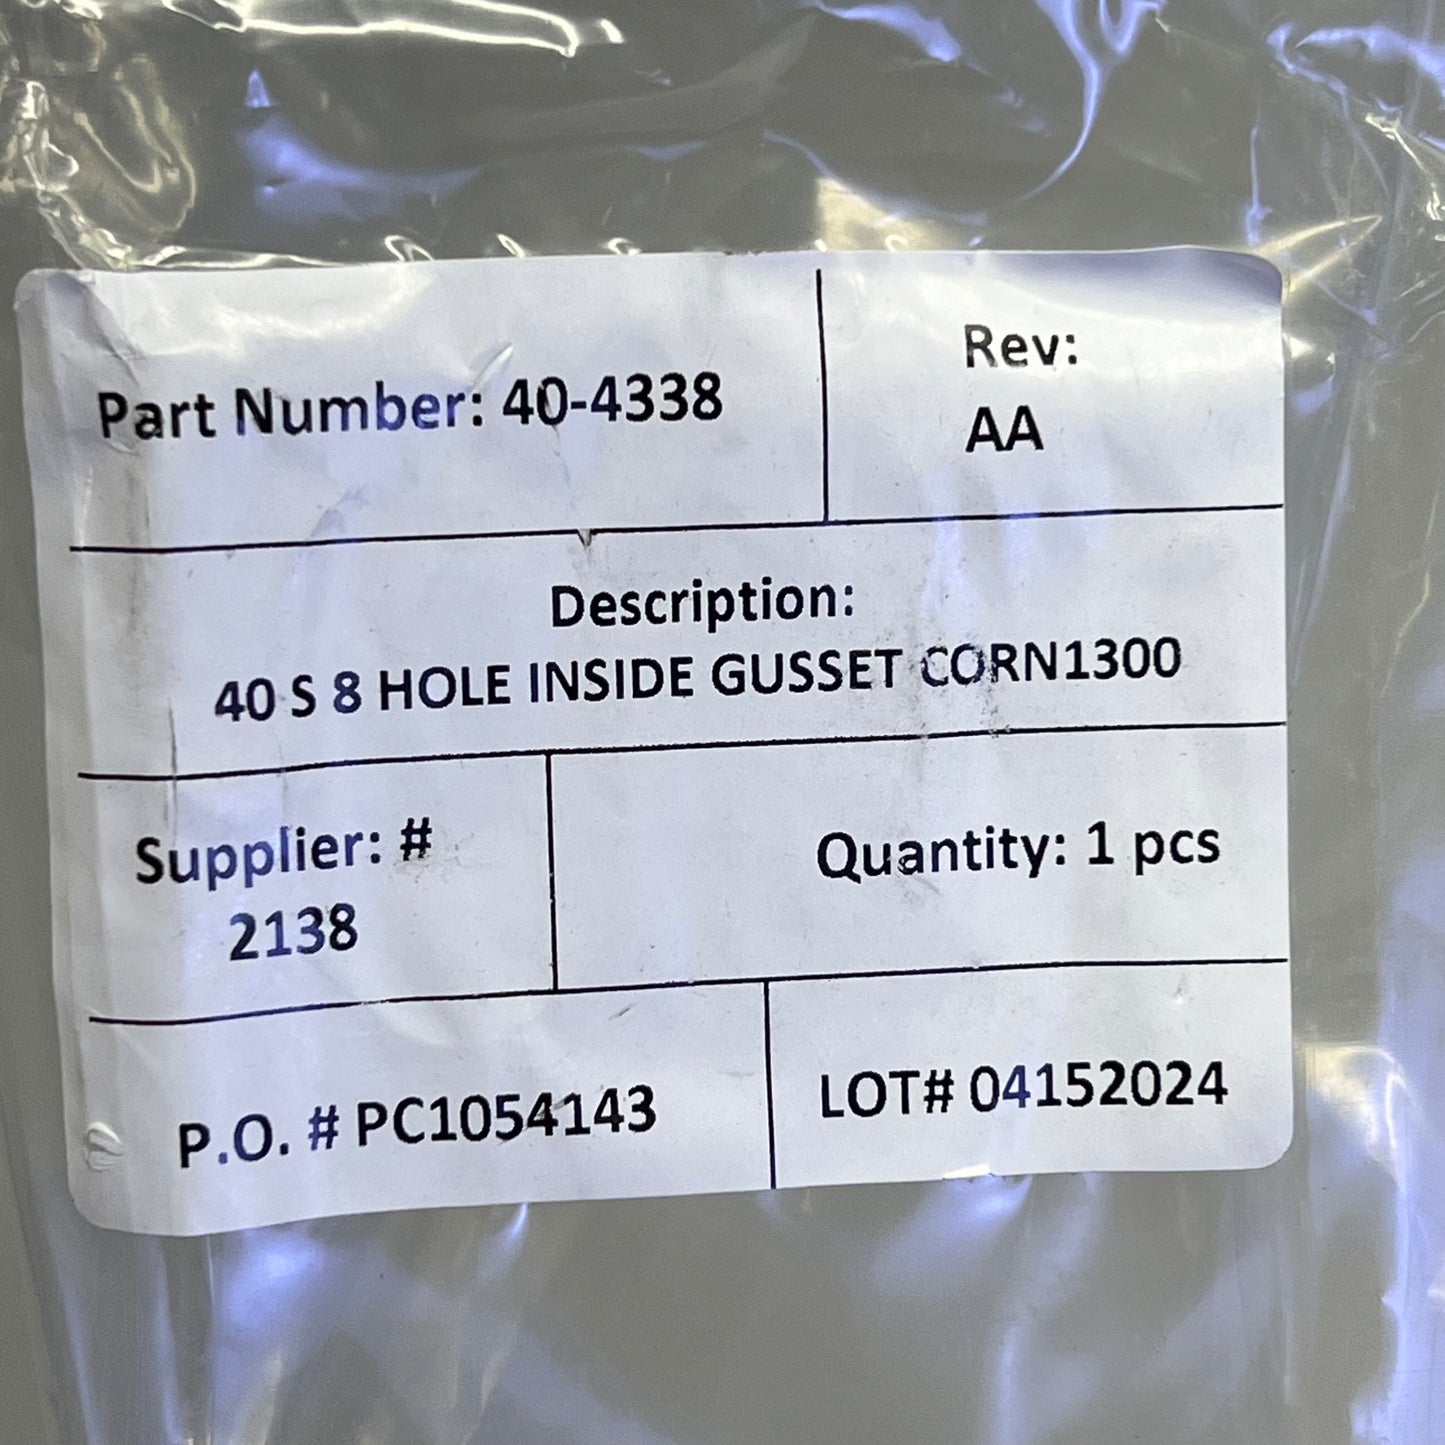 Part Number: 40-4338
Rev:
AA
Description:
40 S 8 HOLE INSIDE GUSSET CORN1300
Supplier: #
2138
Quantity: 1 pcs
P.O. # PC1054143
LOT# 04152024